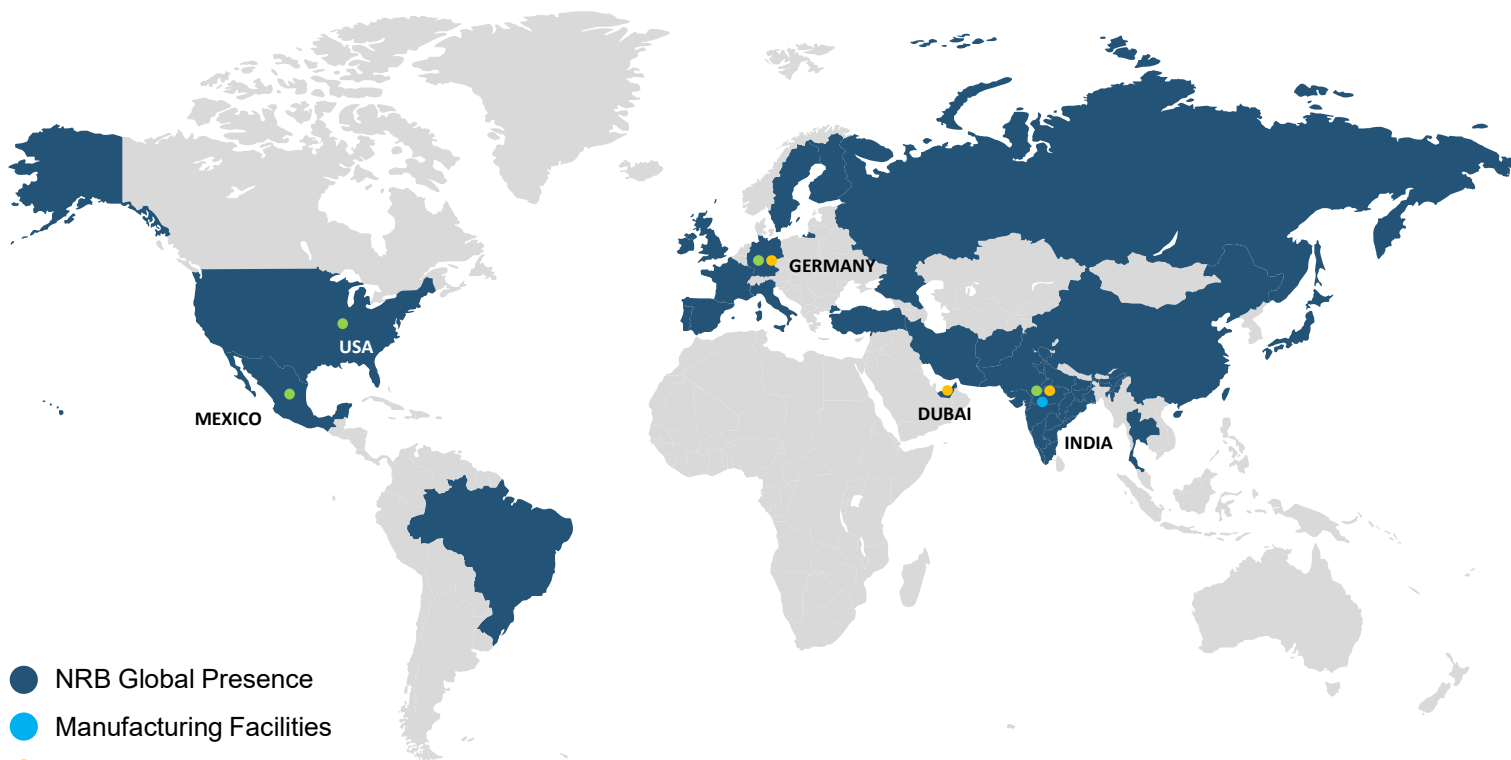 GERMANY
USA
MEXICO
DUBAI
INDIA
NRB Global Presence
Manufacturing Facilities